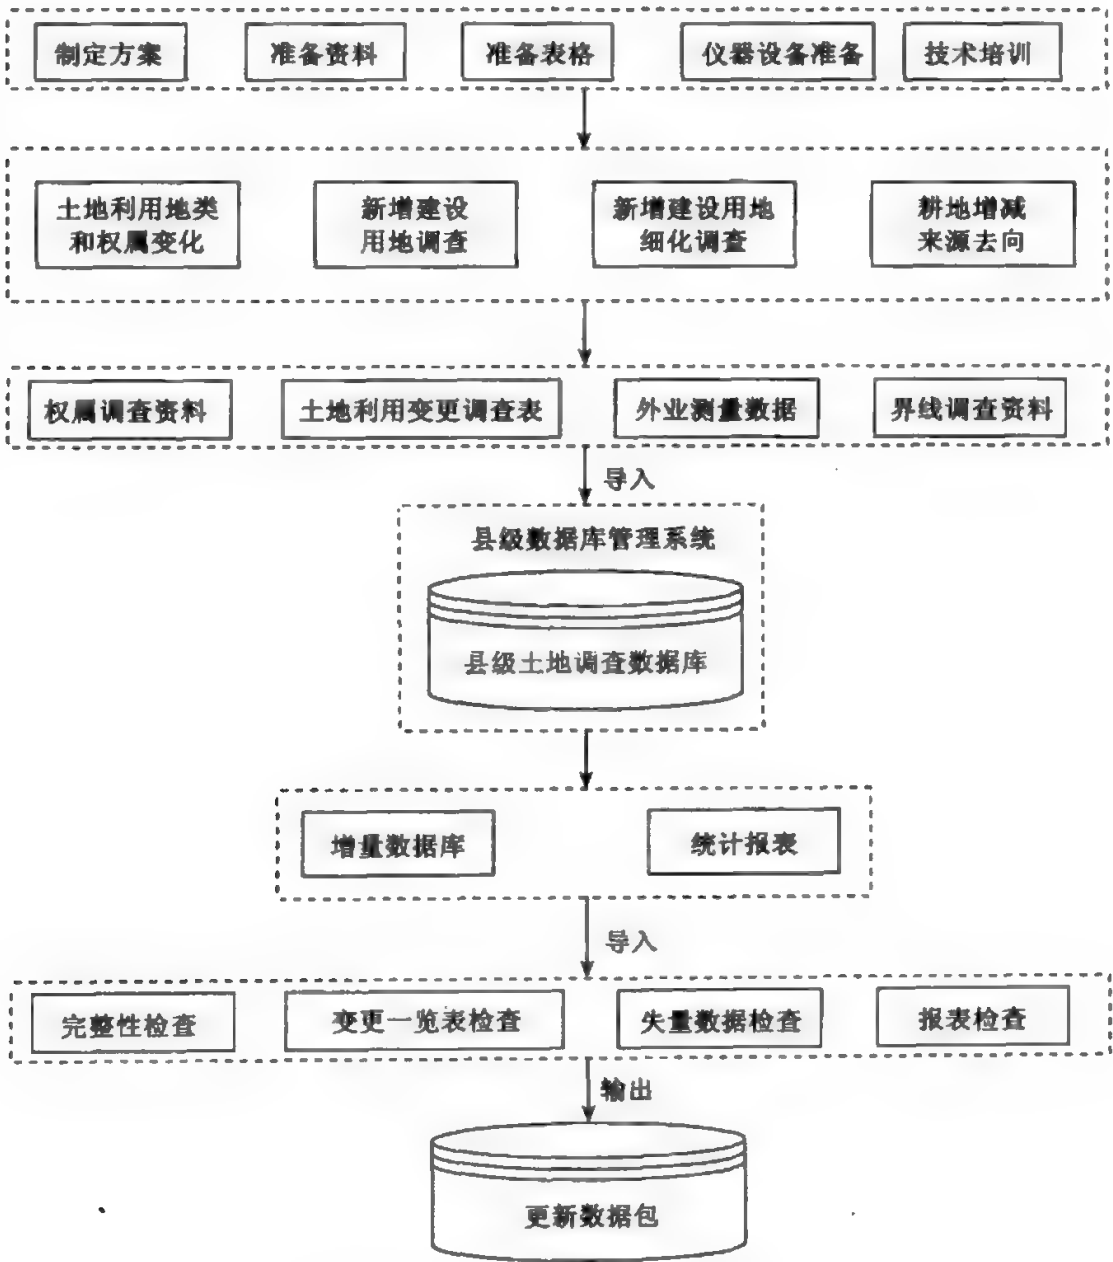 制定方案 准备资料 准备表格 仪器设备准备 技术培训
土地利用地类 新增建设 新增建设用地 耕地增减
和权属变化 用地调查 细化调查 来源去向
权属调查资料 土地利用变更调查表 外业测量数据 界线调查资料
导入
县级数据库管理系统
县级土地调查数据库
增量数据库 统计报表
导入
完整性检查 变更一览表检查 失量数据检查 报表检查
输出
更新数据包